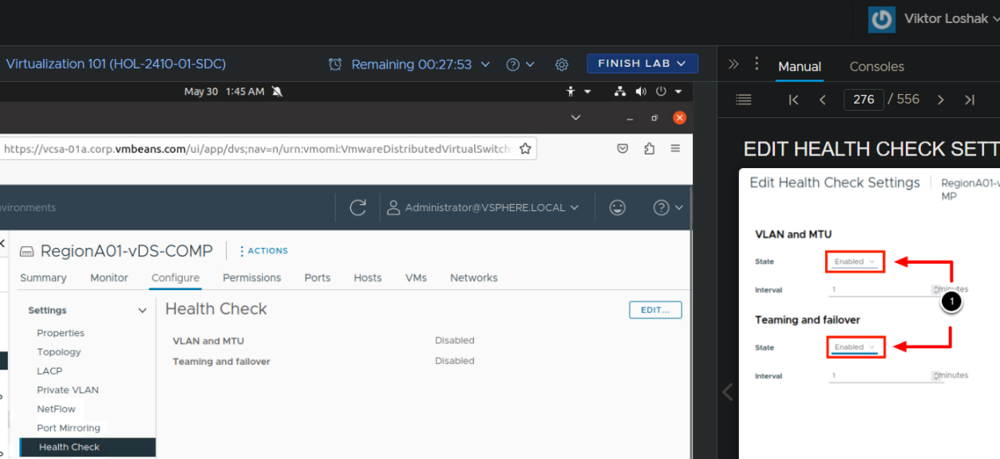 Viktor Loshak
Virtualization 101 (HOL-2410-01-SDC)
Remaining 00:27:53
FINISH LAB
Manual
Consoles
May 30 1:45 AM
276 / 556
https://vcsa-01a.corp.vmbeans.com/ui/app/dvs;nav=n/urn:vmomi:VmwareDistributedVirtualSwitch:
EDIT HEALTH CHECK SETT
vironments
Administrator@VSPHERE.LOCAL
Edit Health Check Settings
RegionA01-v
MP
RegionA01-vDS-COMP
ACTIONS
Summary
Monitor
Configure
Permissions
Ports
Hosts
VMs
Networks
Settings
Properties
Topology
LACP
Private VLAN
NetFlow
Port Mirroring
Health Check
Health Check
EDIT...
VLAN and MTU Disabled
Teaming and failover Disabled
VLAN and MTU
State Enabled
Interval 1 minutes
1
Teaming and failover
State Enabled
Interval 1 minutes